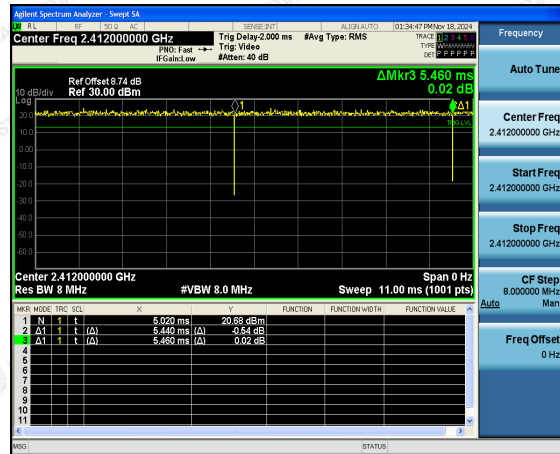 Agilent Spectrum Analyzer - Swept SA
RL RF 50 Ω AC SENSE:INT ALIGN AUTO 01:34:47 PM Nov 18, 2024
Center Freq 2.412000000 GHz
PNO: Fast
IFGain:Low
Trig Delay-2.000 ms
Trig: Video
#Atten: 40 dB
#Avg Type: RMS
TRACE 1 2 3 4 5 6
TYPE WWWWWW
DET P P P P P P
Ref Offset 8.74 dB
10 dB/div Ref 30.00 dBm
ΔMkr3 5.460 ms
0.02 dB
Log
20.0
10.0
0.00
-10.0
-20.0
-30.0
-40.0
-50.0
-60.0
1
3Δ1
TRIG LVL
Center 2.412000000 GHz Span 0 Hz
Res BW 8 MHz #VBW 8.0 MHz Sweep 11.00 ms (1001 pts)
MKR MODE TRC SCL X Y FUNCTION FUNCTION WIDTH FUNCTION VALUE
1 N 1 t 5.020 ms 20.68 dBm
2 Δ1 1 t (Δ) 5.440 ms (Δ) -0.54 dB
3 Δ1 1 t (Δ) 5.460 ms (Δ) 0.02 dB
4
5
6
7
8
9
10
11
MSG STATUS
Frequency
Auto Tune
Center Freq
2.412000000 GHz
Start Freq
2.412000000 GHz
Stop Freq
2.412000000 GHz
CF Step
8.000000 MHz
Auto Man
Freq Offset
0 Hz